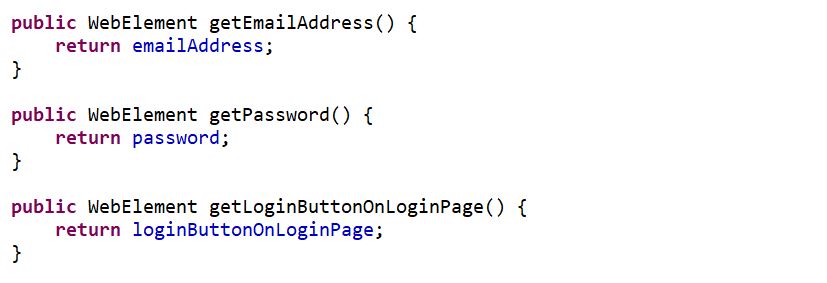 public WebElement getEmailAddress() {
    return emailAddress;
}

public WebElement getPassword() {
    return password;
}

public WebElement getLoginButtonOnLoginPage() {
    return loginButtonOnLoginPage;
}